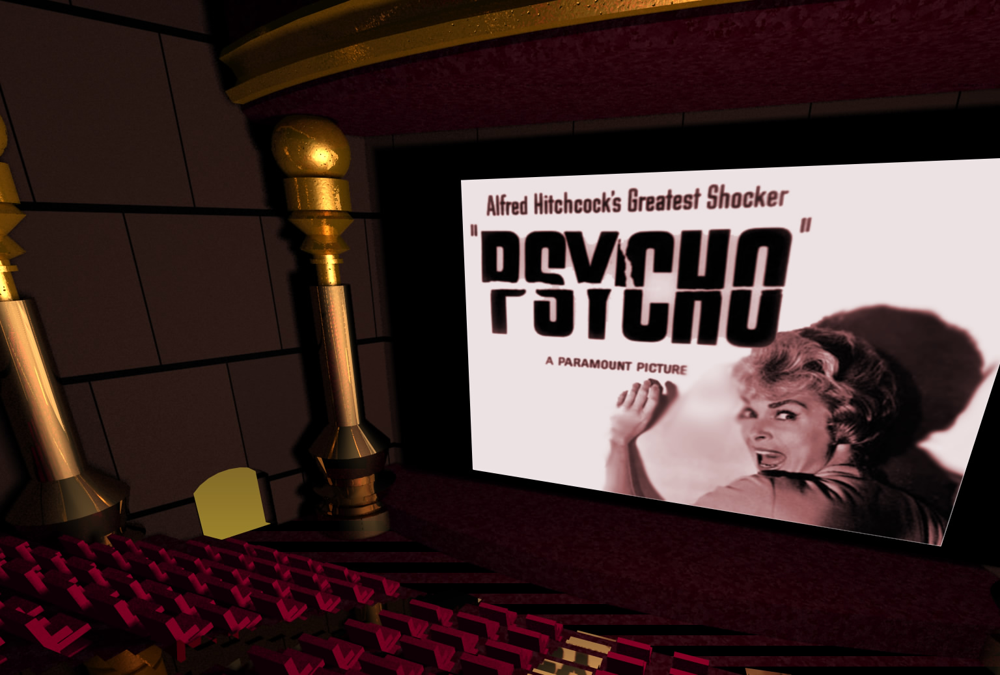 Alfred Hitchcock's Greatest Shocker
"PSYCHO"
A PARAMOUNT PICTURE